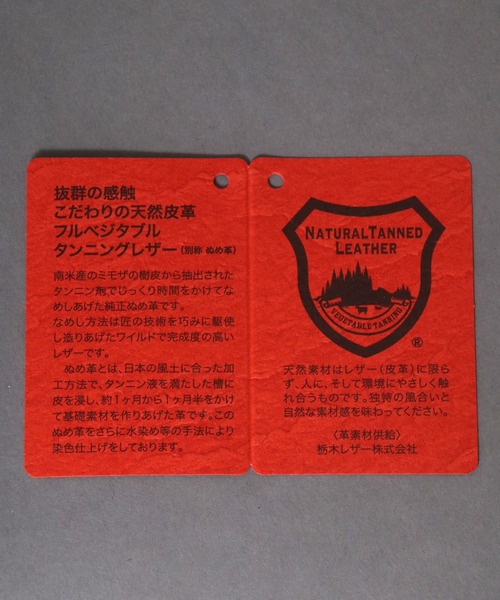 抜群の感触
こだわりの天然皮革
フルベジタブル
タンニングレザー（別称 ぬめ革）
南米産のミモザの樹皮から抽出された
タンニン剤でじっくり時間をかけてな
めしあげた純正ぬめ革です。
なめし方法は匠の技術を巧みに駆使
し造りあげたワイルドで完成度の高い
レザーです。
ぬめ革とは、日本の風土に合った加
工方法で、タンニン液を満たした槽に
皮を浸し、約1ヶ月から1ヶ月半をかけ
て基礎素材を作りあげた革です。この
ぬめ革をさらに水染め等の手法により
染色仕上げをしております。
NATURAL TANNED
LEATHER
VEGETABLE TANNING
®
天然素材はレザー（皮革）に限ら
ず、人に、そして環境にやさしく触
れ合うものです。独特の風合いと
自然な素材感を味わってください。
〈革素材供給〉
栃木レザー株式会社